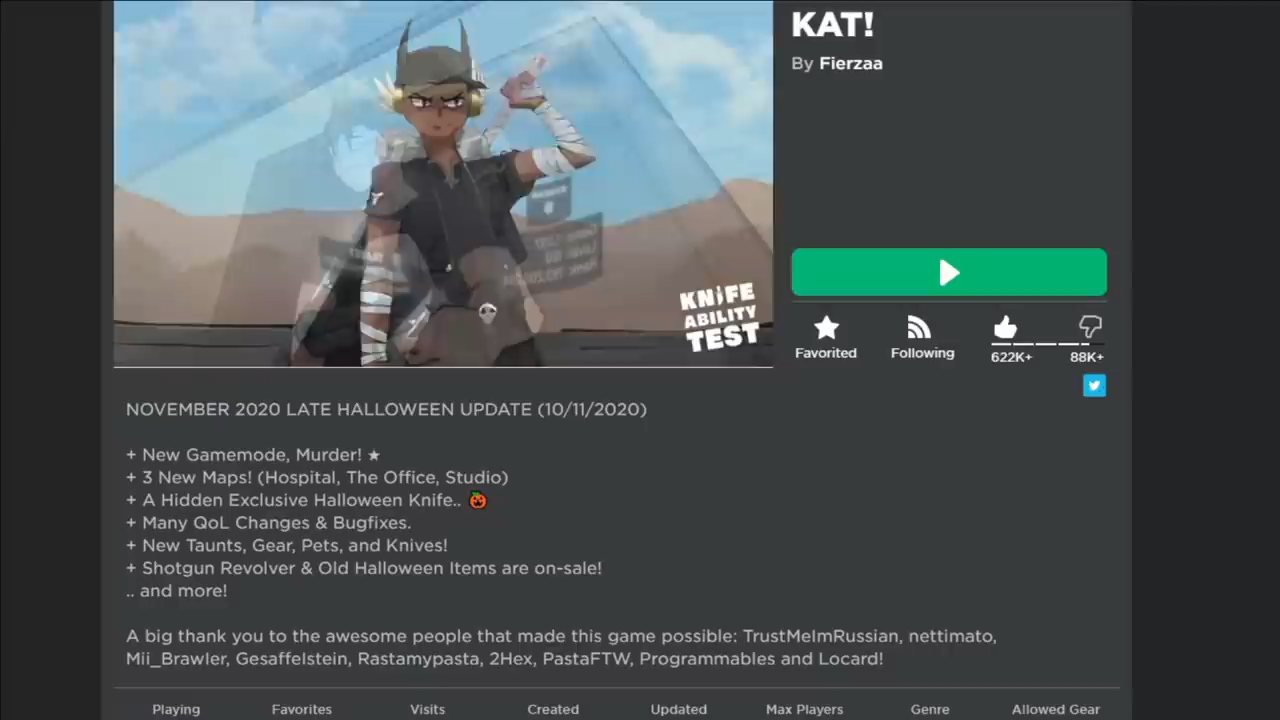 KAT!
By Fierzaa
KNIFE
ABILITY
TEST
Favorited
Following
622K+
88K+
NOVEMBER 2020 LATE HALLOWEEN UPDATE (10/11/2020)
+ New Gamemode, Murder! ★
+ 3 New Maps! (Hospital, The Office, Studio)
+ A Hidden Exclusive Halloween Knife.. 🎃
+ Many QoL Changes & Bugfixes.
+ New Taunts, Gear, Pets, and Knives!
+ Shotgun Revolver & Old Halloween Items are on-sale!
.. and more!
A big thank you to the awesome people that made this game possible: TrustMeImRussian, nettimato,
Mii_Brawler, Gesaffelstein, Rastamypasta, 2Hex, PastaFTW, Programmables and Locard!
Playing Favorites Visits Created Updated Max Players Genre Allowed Gear